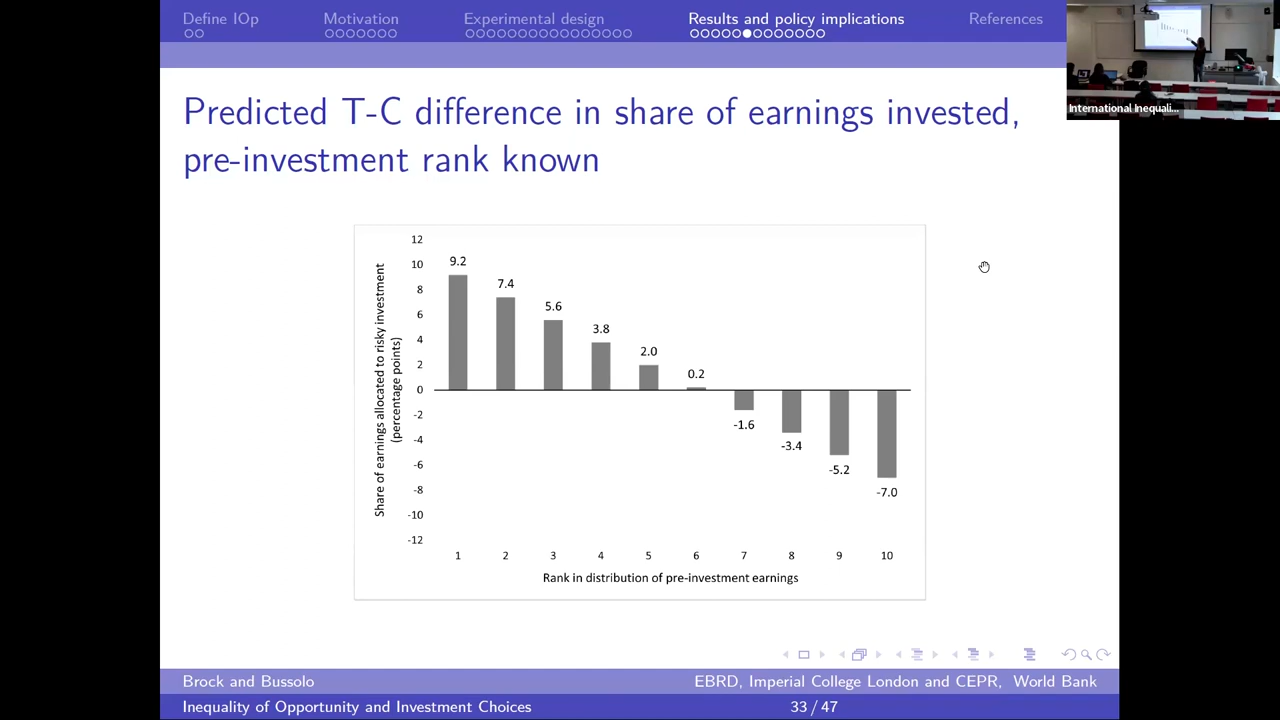 Define IOp Motivation Experimental design Results and policy implications References
International Inequali...
Predicted T-C difference in share of earnings invested,
pre-investment rank known
Share of earnings allocated to risky investment
(percentage points)
12
10
8
6
4
2
0
-2
-4
-6
-8
-10
-12
9.2
7.4
5.6
3.8
2.0
0.2
-1.6
-3.4
-5.2
-7.0
1 2 3 4 5 6 7 8 9 10
Rank in distribution of pre-investment earnings
Brock and Bussolo EBRD, Imperial College London and CEPR, World Bank
Inequality of Opportunity and Investment Choices 33 / 47